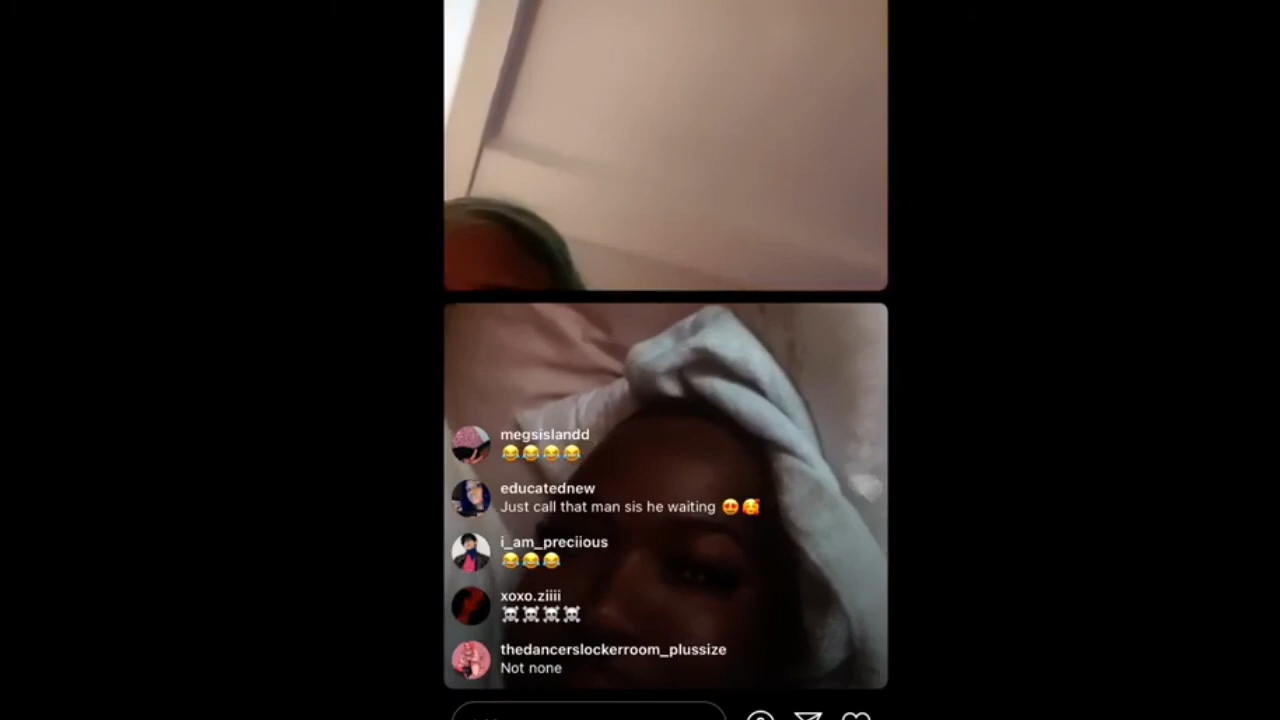 megsislandd
😂😂😂😂
educatednew
Just call that man sis he waiting 😍🥰
i_am_preciious
😂😂😂
xoxo.ziiii
☠️☠️☠️☠️
thedancerslockerroom_plussize
Not none